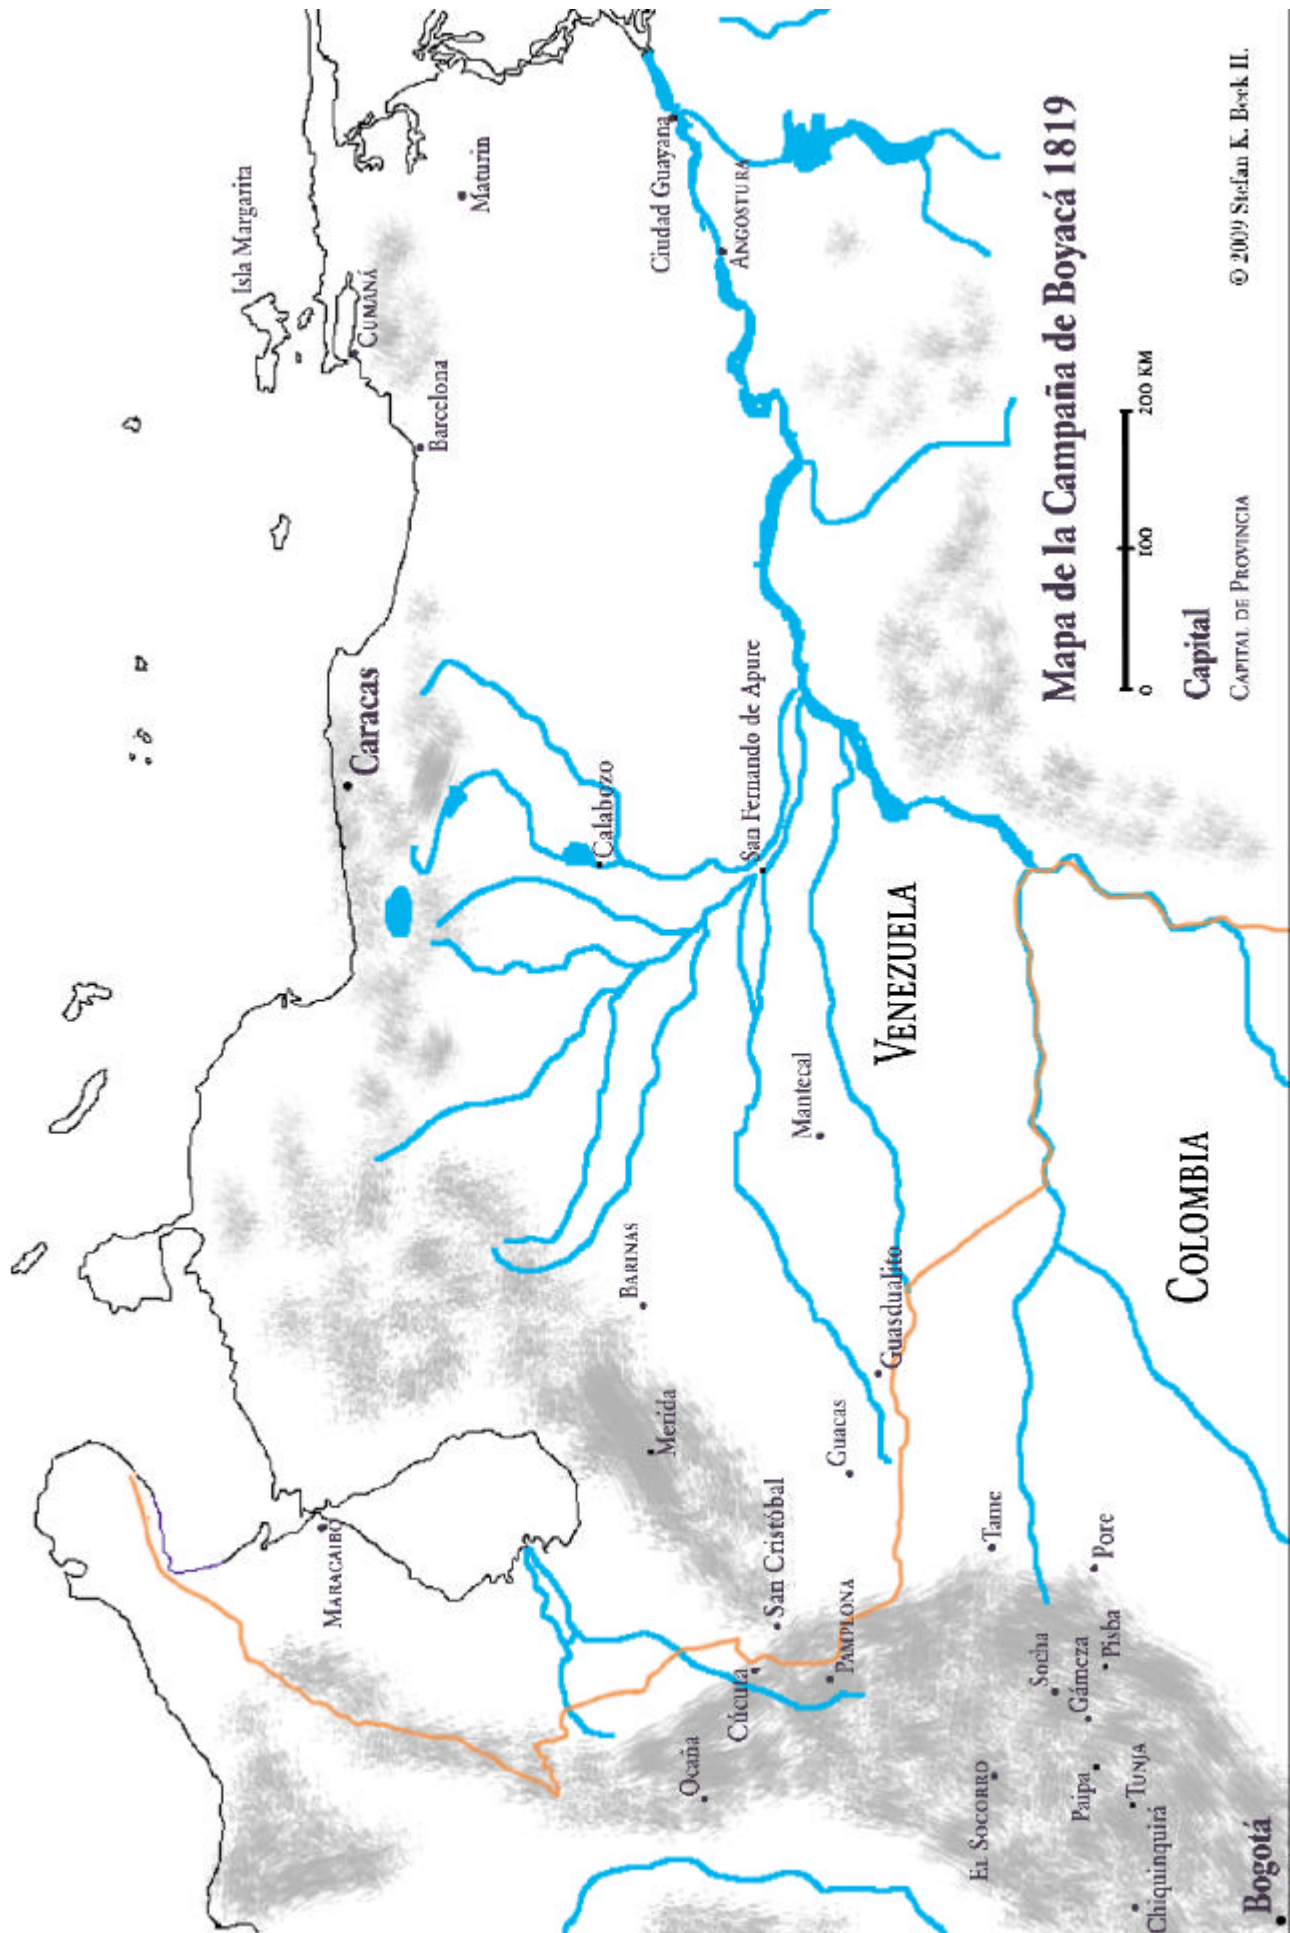 Isla Margarita
CUMANÁ
Maturin
Barcelona
Caracas
Ciudad Guayana
ANGOSTURA
Calabozo
San Fernando de Apure
MARACAIBO
BARINAS
Merida
Mantecal
VENEZUELA
San Cristóbal
Guacas
Guasdualito
Ocaña
Cúcuta
PAMPLONA
Tame
COLOMBIA
EL SOCORRO
Socha
Pore
Paipa
Gámeza
Pisba
TUNJA
Chiquinquirá
Bogotá
Mapa de la Campaña de Boyacá 1819
0 100 200 KM
Capital
CAPITAL DE PROVINCIA
© 2009 Stefan K. Beck II.